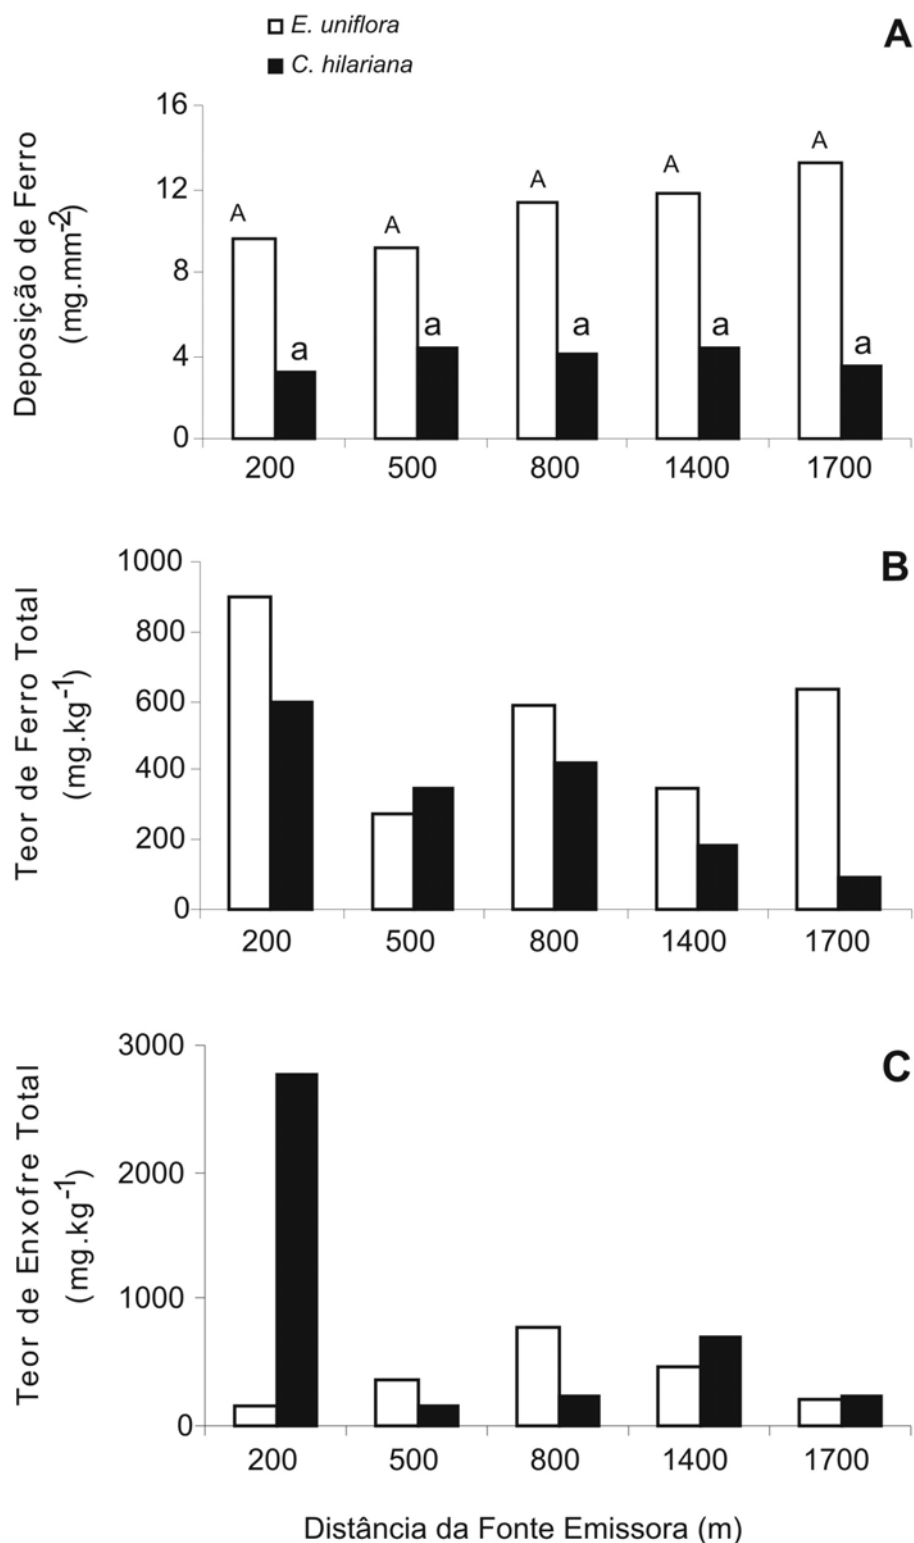 E. uniflora
C. hilariana
A
Deposição de Ferro
(mg.mm-2)
16
12
8
4
0
A
A
A
A
A
a
a
a
a
a
200 500 800 1400 1700
B
Teor de Ferro Total
(mg.kg-1)
1000
800
600
400
200
0
200 500 800 1400 1700
C
Teor de Enxofre Total
(mg.kg-1)
3000
2000
1000
0
200 500 800 1400 1700
Distância da Fonte Emissora (m)